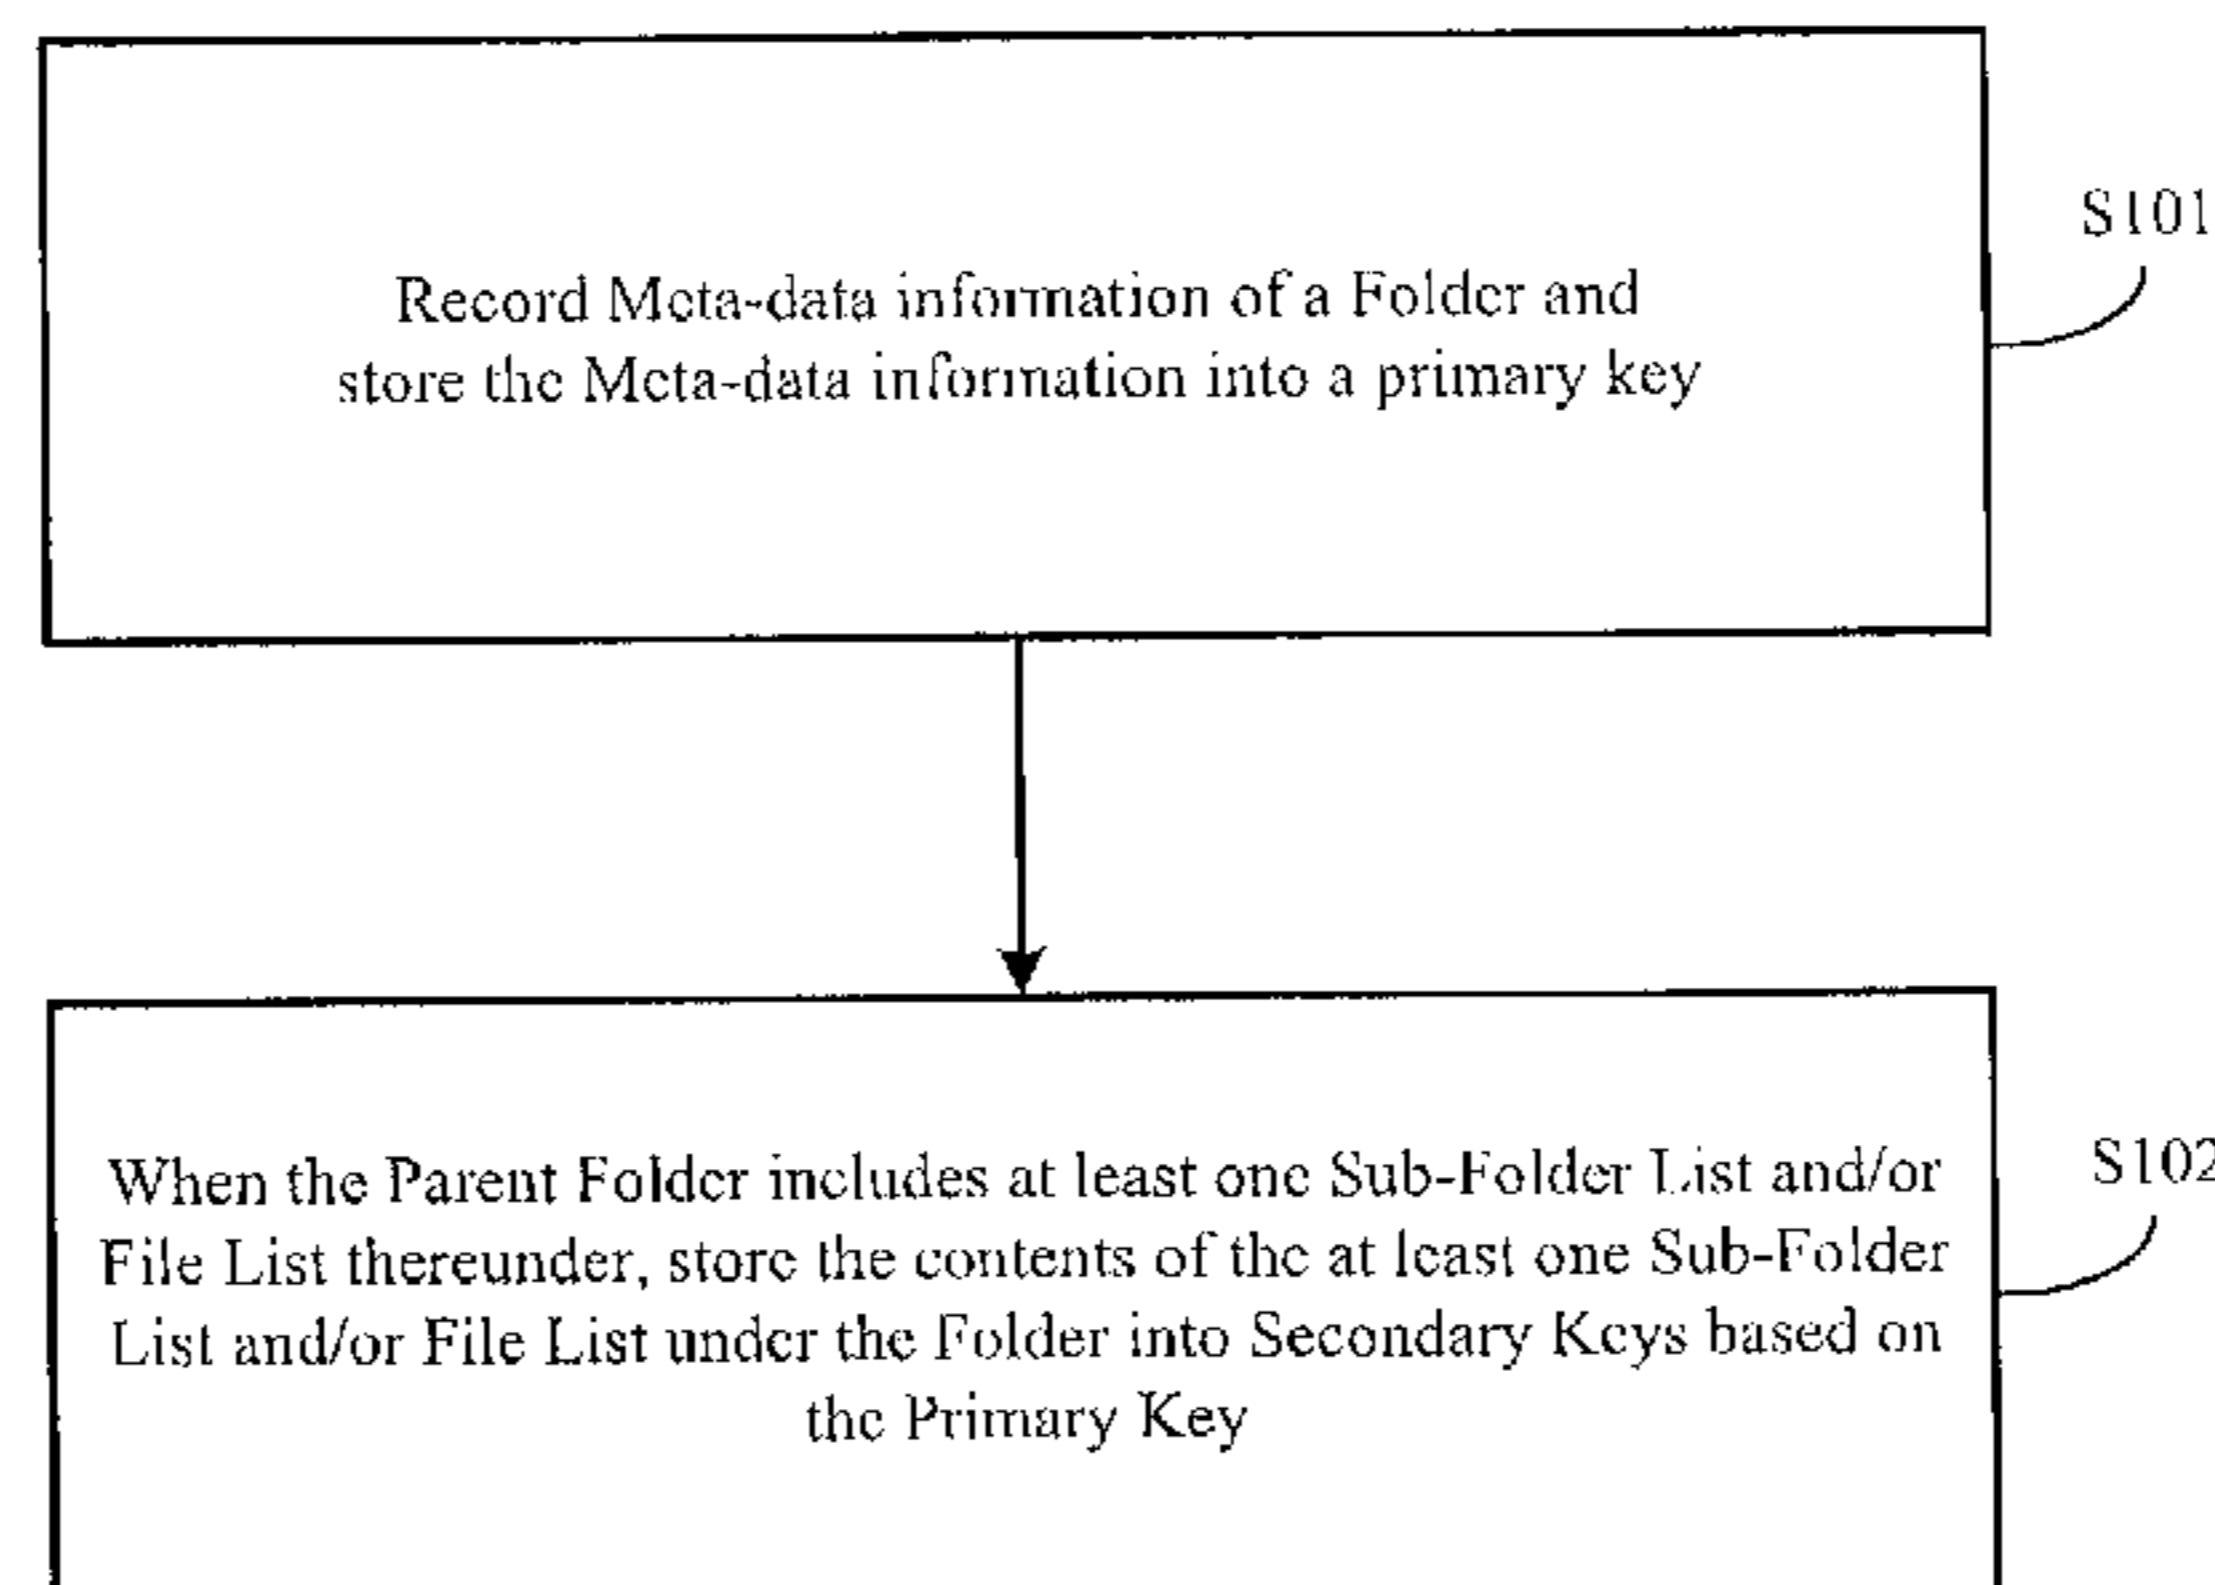 S101
Record Meta-data information of a Folder and
store the Meta-data information into a primary key
S102
When the Parent Folder includes at least one Sub-Folder List and/or
File List thereunder, store the contents of the at least one Sub-Folder
List and/or File List under the Folder into Secondary Keys based on
the Primary Key